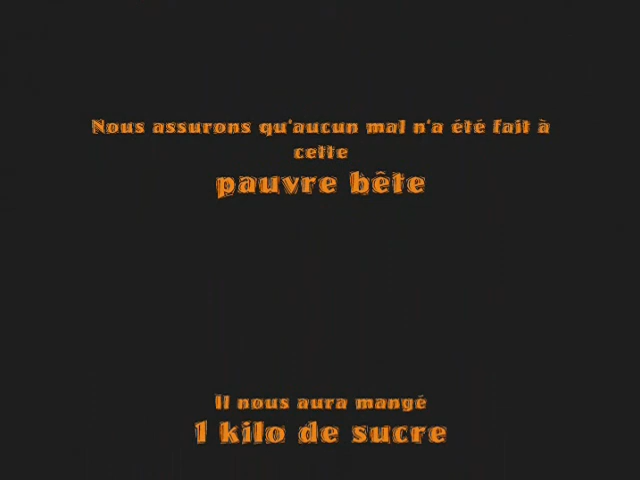 Nous assurons qu'aucun mal n'a été fait à
cette
pauvre bête
Il nous aura mangé
1 kilo de sucre